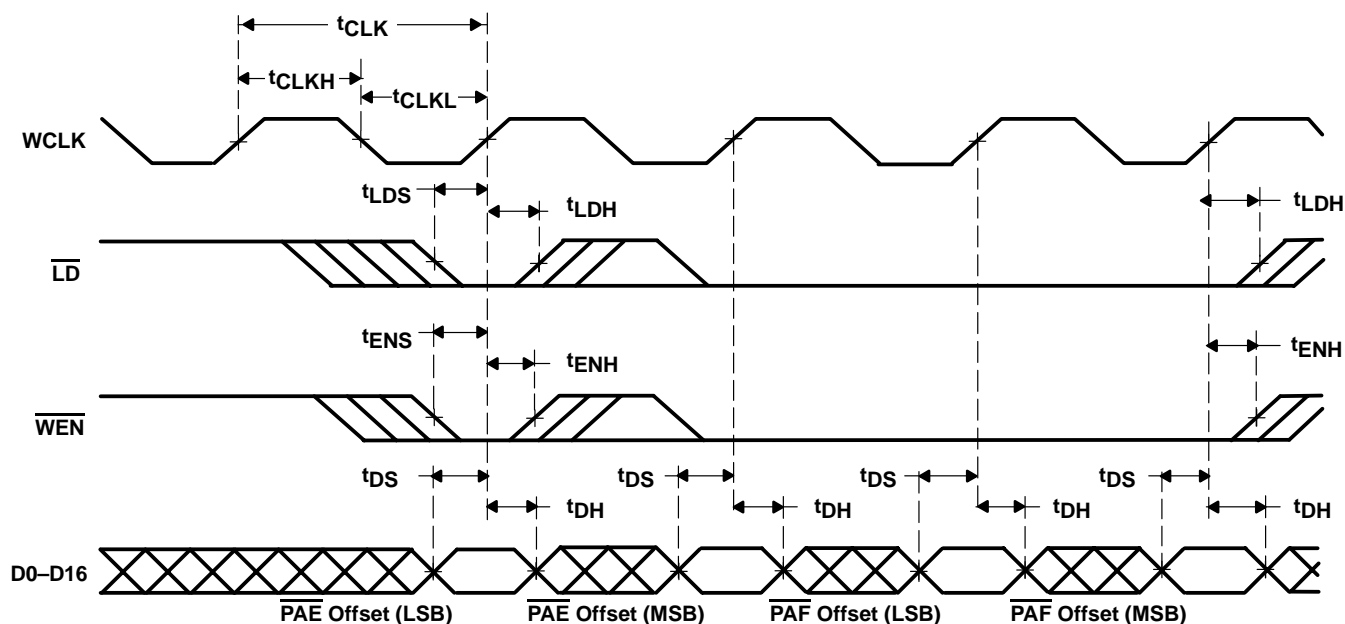 tCLK
tCLKH
tCLKL
WCLK
tLDS
tLDH
tLDH
LD
tENS
tENH
tENH
WEN
tDS
tDS
tDS
tDS
tDH
tDH
tDH
tDH
D0–D16
PAE Offset (LSB)
PAE Offset (MSB)
PAF Offset (LSB)
PAF Offset (MSB)